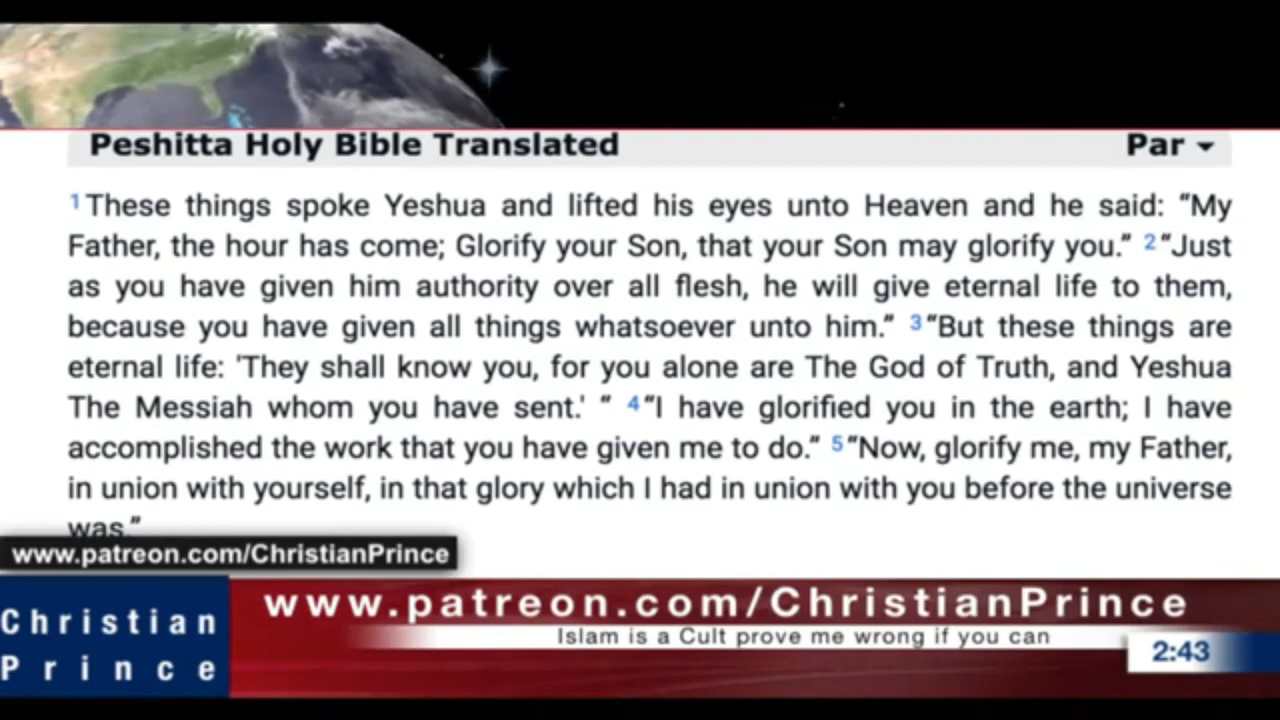 Peshitta Holy Bible Translated
Par
1 These things spoke Yeshua and lifted his eyes unto Heaven and he said: “My
Father, the hour has come; Glorify your Son, that your Son may glorify you.” 2 “Just
as you have given him authority over all flesh, he will give eternal life to them,
because you have given all things whatsoever unto him.” 3 “But these things are
eternal life: 'They shall know you, for you alone are The God of Truth, and Yeshua
The Messiah whom you have sent.' “ 4 “I have glorified you in the earth; I have
accomplished the work that you have given me to do.” 5 “Now, glorify me, my Father,
in union with yourself, in that glory which I had in union with you before the universe
was.”
www.patreon.com/ChristianPrince
Christian
Prince
www.patreon.com/ChristianPrince
Islam is a Cult prove me wrong if you can
2:43